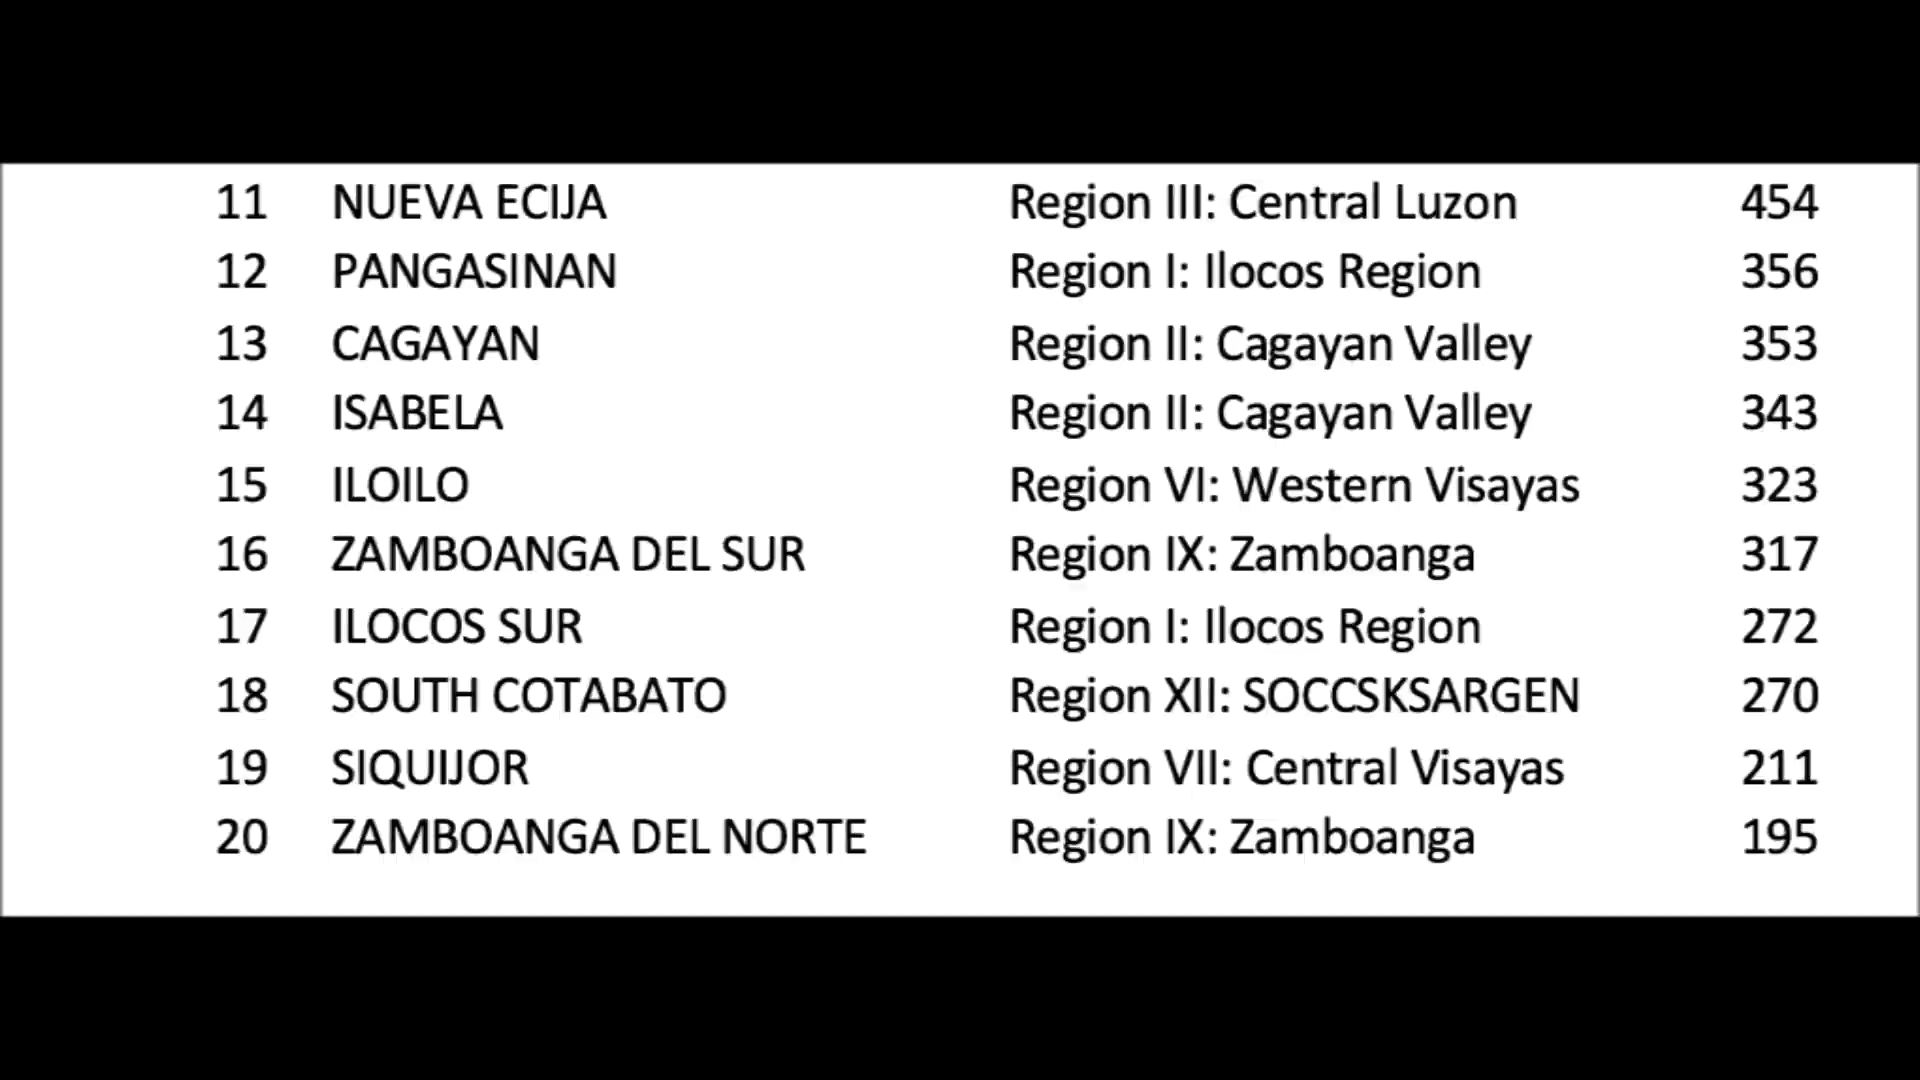 11 NUEVA ECIJA Region III: Central Luzon 454
12 PANGASINAN Region I: Ilocos Region 356
13 CAGAYAN Region II: Cagayan Valley 353
14 ISABELA Region II: Cagayan Valley 343
15 ILOILO Region VI: Western Visayas 323
16 ZAMBOANGA DEL SUR Region IX: Zamboanga 317
17 ILOCOS SUR Region I: Ilocos Region 272
18 SOUTH COTABATO Region XII: SOCCSKSARGEN 270
19 SIQUIJOR Region VII: Central Visayas 211
20 ZAMBOANGA DEL NORTE Region IX: Zamboanga 195